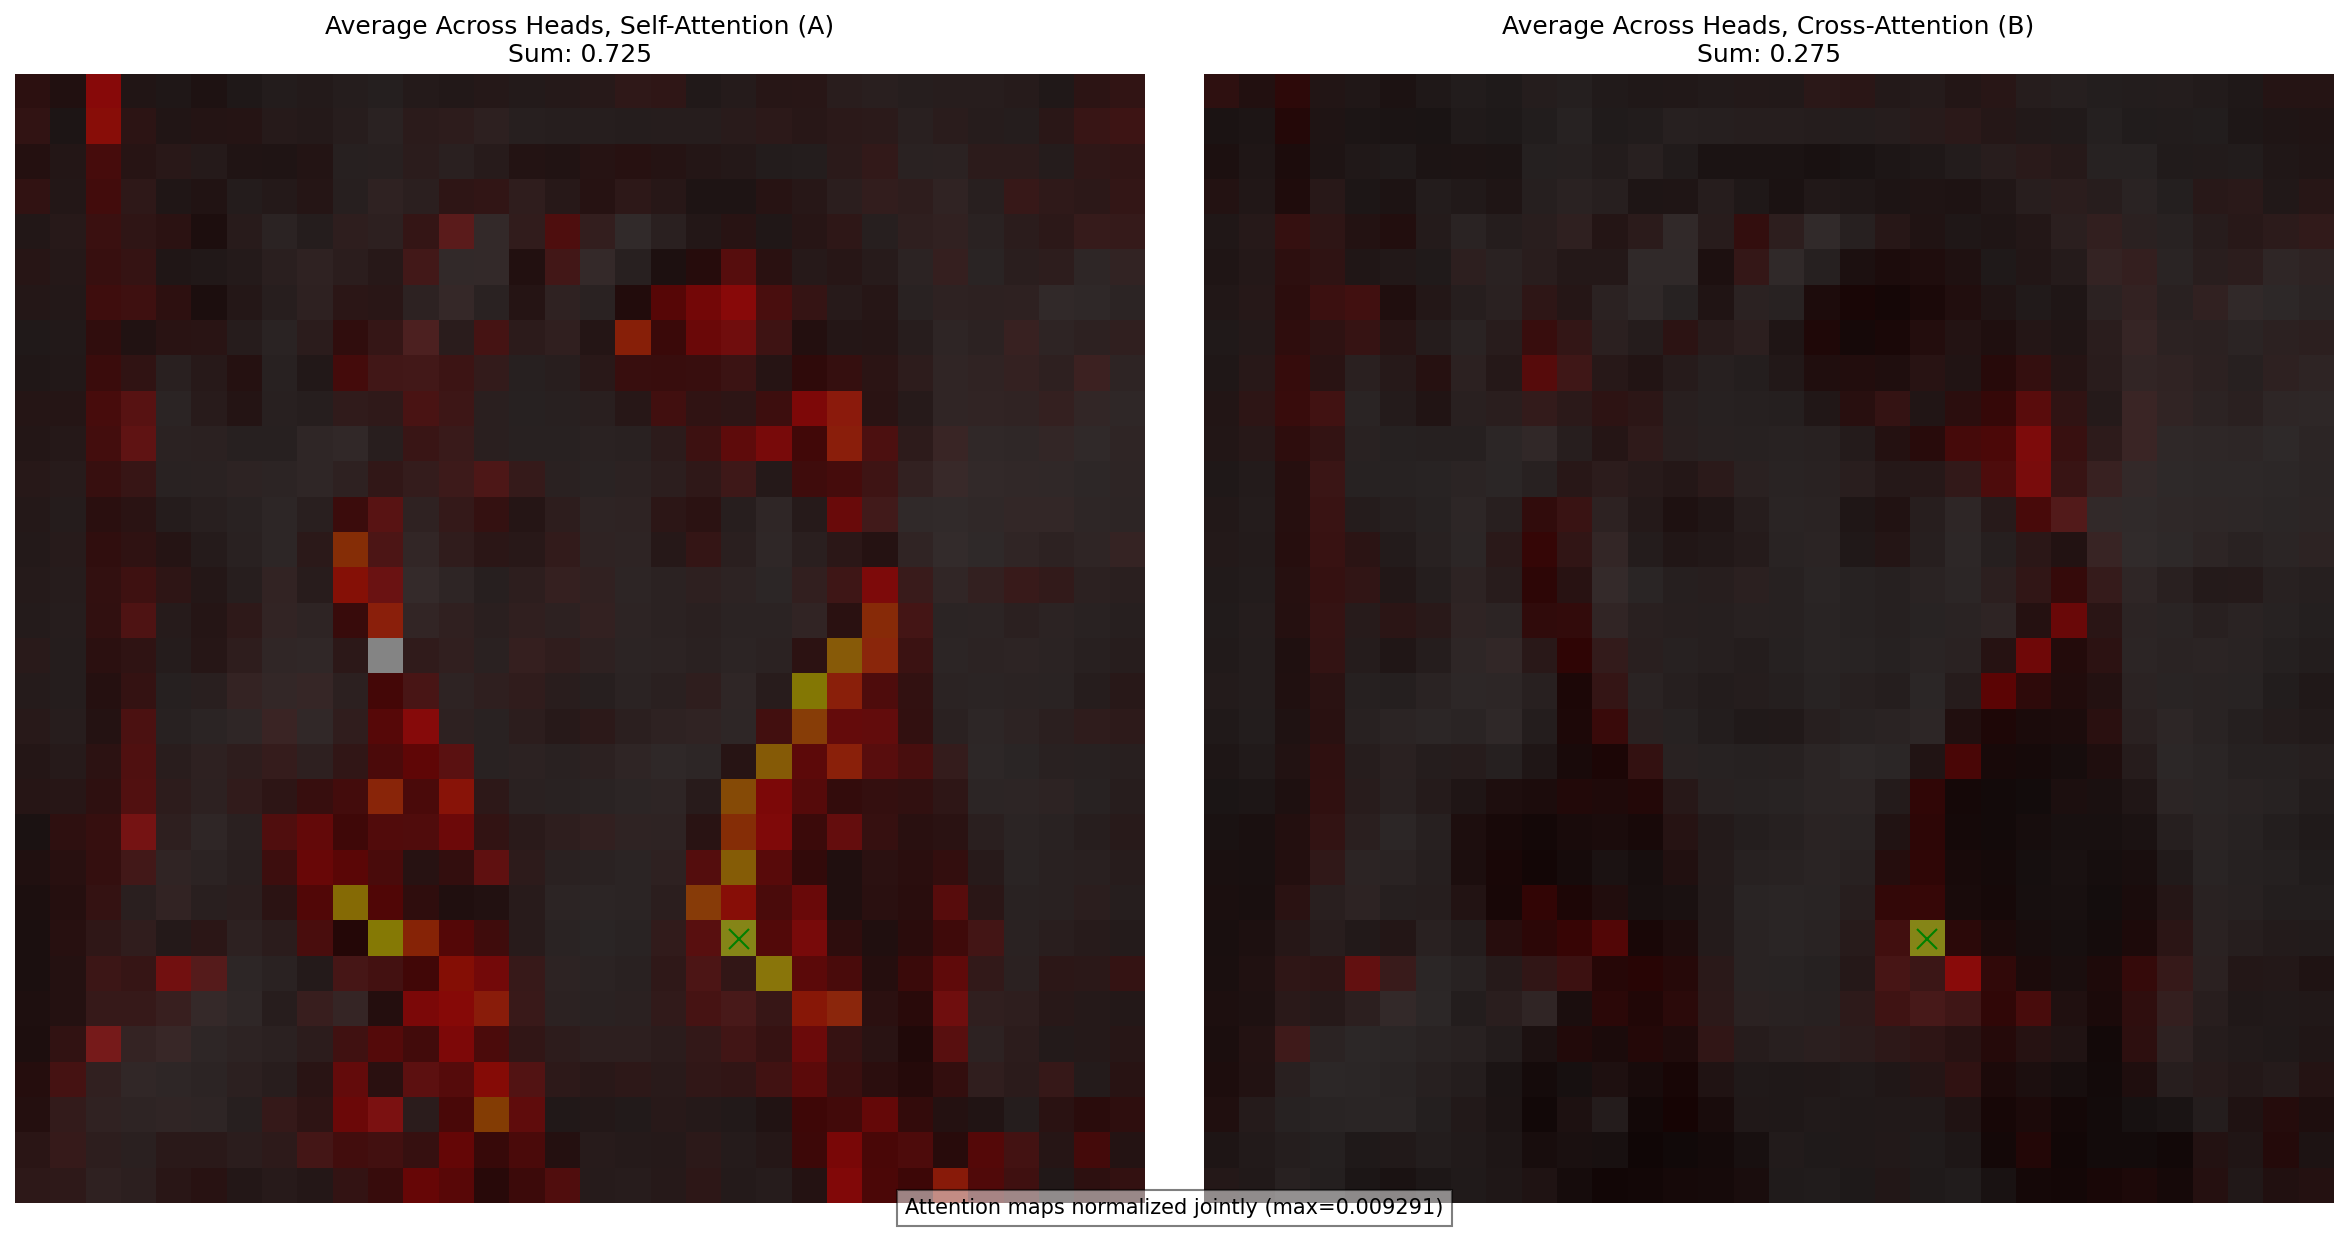 Average Across Heads, Self-Attention (A)
Sum: 0.725
Average Across Heads, Cross-Attention (B)
Sum: 0.275
Attention maps normalized jointly (max=0.009291)